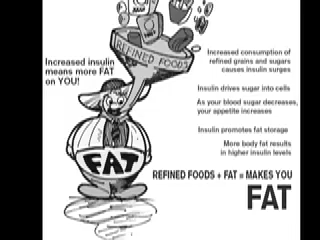 REFINED FOODS
Increased insulin
means more FAT
on YOU!
FAT
Increased consumption of
refined grains and sugars
causes insulin surges
Insulin drives sugar into cells
As your blood sugar decreases,
your appetite increases
Insulin promotes fat storage
More body fat results
in higher insulin levels
REFINED FOODS + FAT = MAKES YOU
FAT